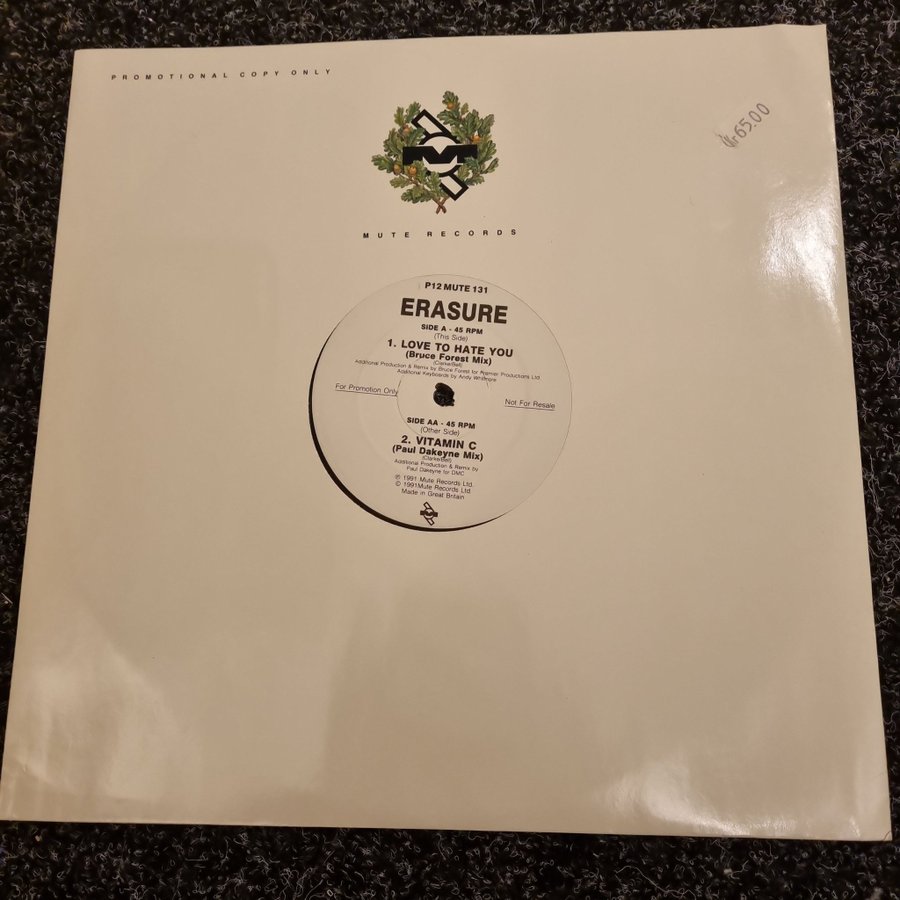 PROMOTIONAL COPY ONLY
kr65.00
MUTE RECORDS
P12 MUTE 131
ERASURE
SIDE A - 45 RPM
(This Side)
1. LOVE TO HATE YOU
(Bruce Forest Mix)
(Clarke/Bell)
Additional Production & Remix by Bruce Forest for Premier Productions Ltd.
Additional Keyboards by Andy Whitmore
For Promotion Only
Not For Resale
SIDE AA - 45 RPM
(Other Side)
2. VITAMIN C
(Paul Dakeyne Mix)
(Clarke/Bell)
Additional Production & Remix by
Paul Dakeyne for DMC
℗ 1991 Mute Records Ltd.
© 1991Mute Records Ltd.
Made in Great Britain